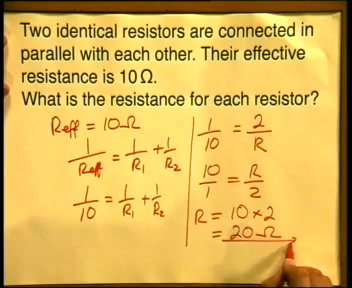 Two identical resistors are connected in
parallel with each other. Their effective
resistance is 10 Ω.
What is the resistance for each resistor?
Reff = 10Ω
1/Reff = 1/R₁ + 1/R₂
1/10 = 1/R₁ + 1/R₂
1/10 = 2/R
10/1 = R/2
R = 10 × 2
= 20Ω